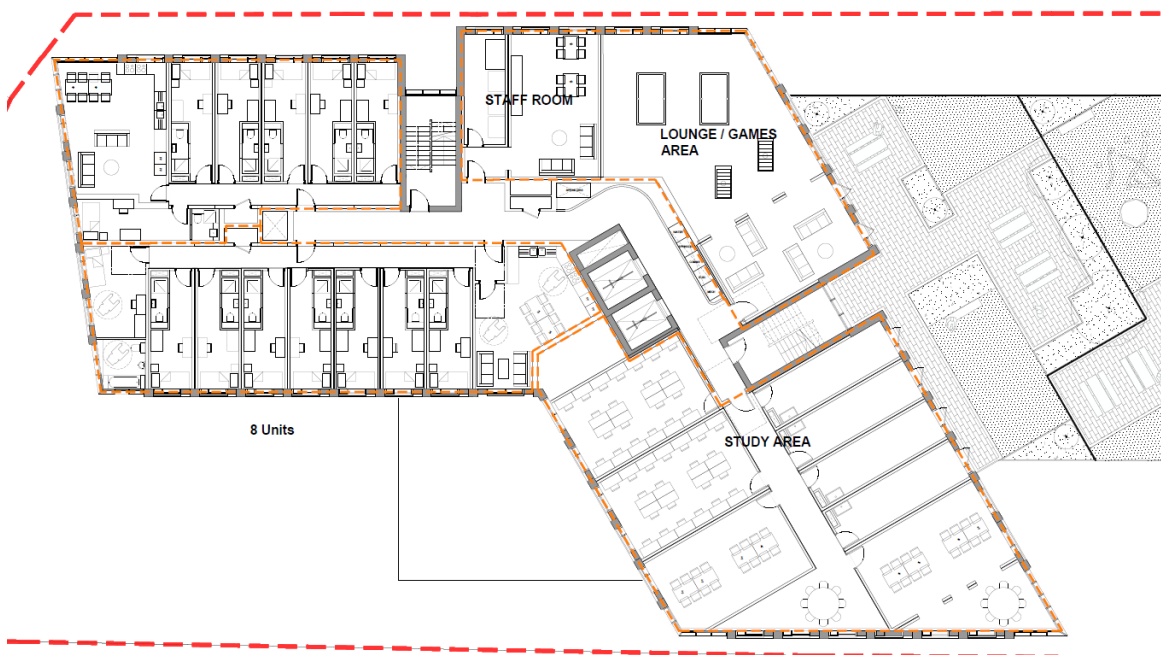 STAFF ROOM
LOUNGE / GAMES
AREA
8 Units
STUDY AREA